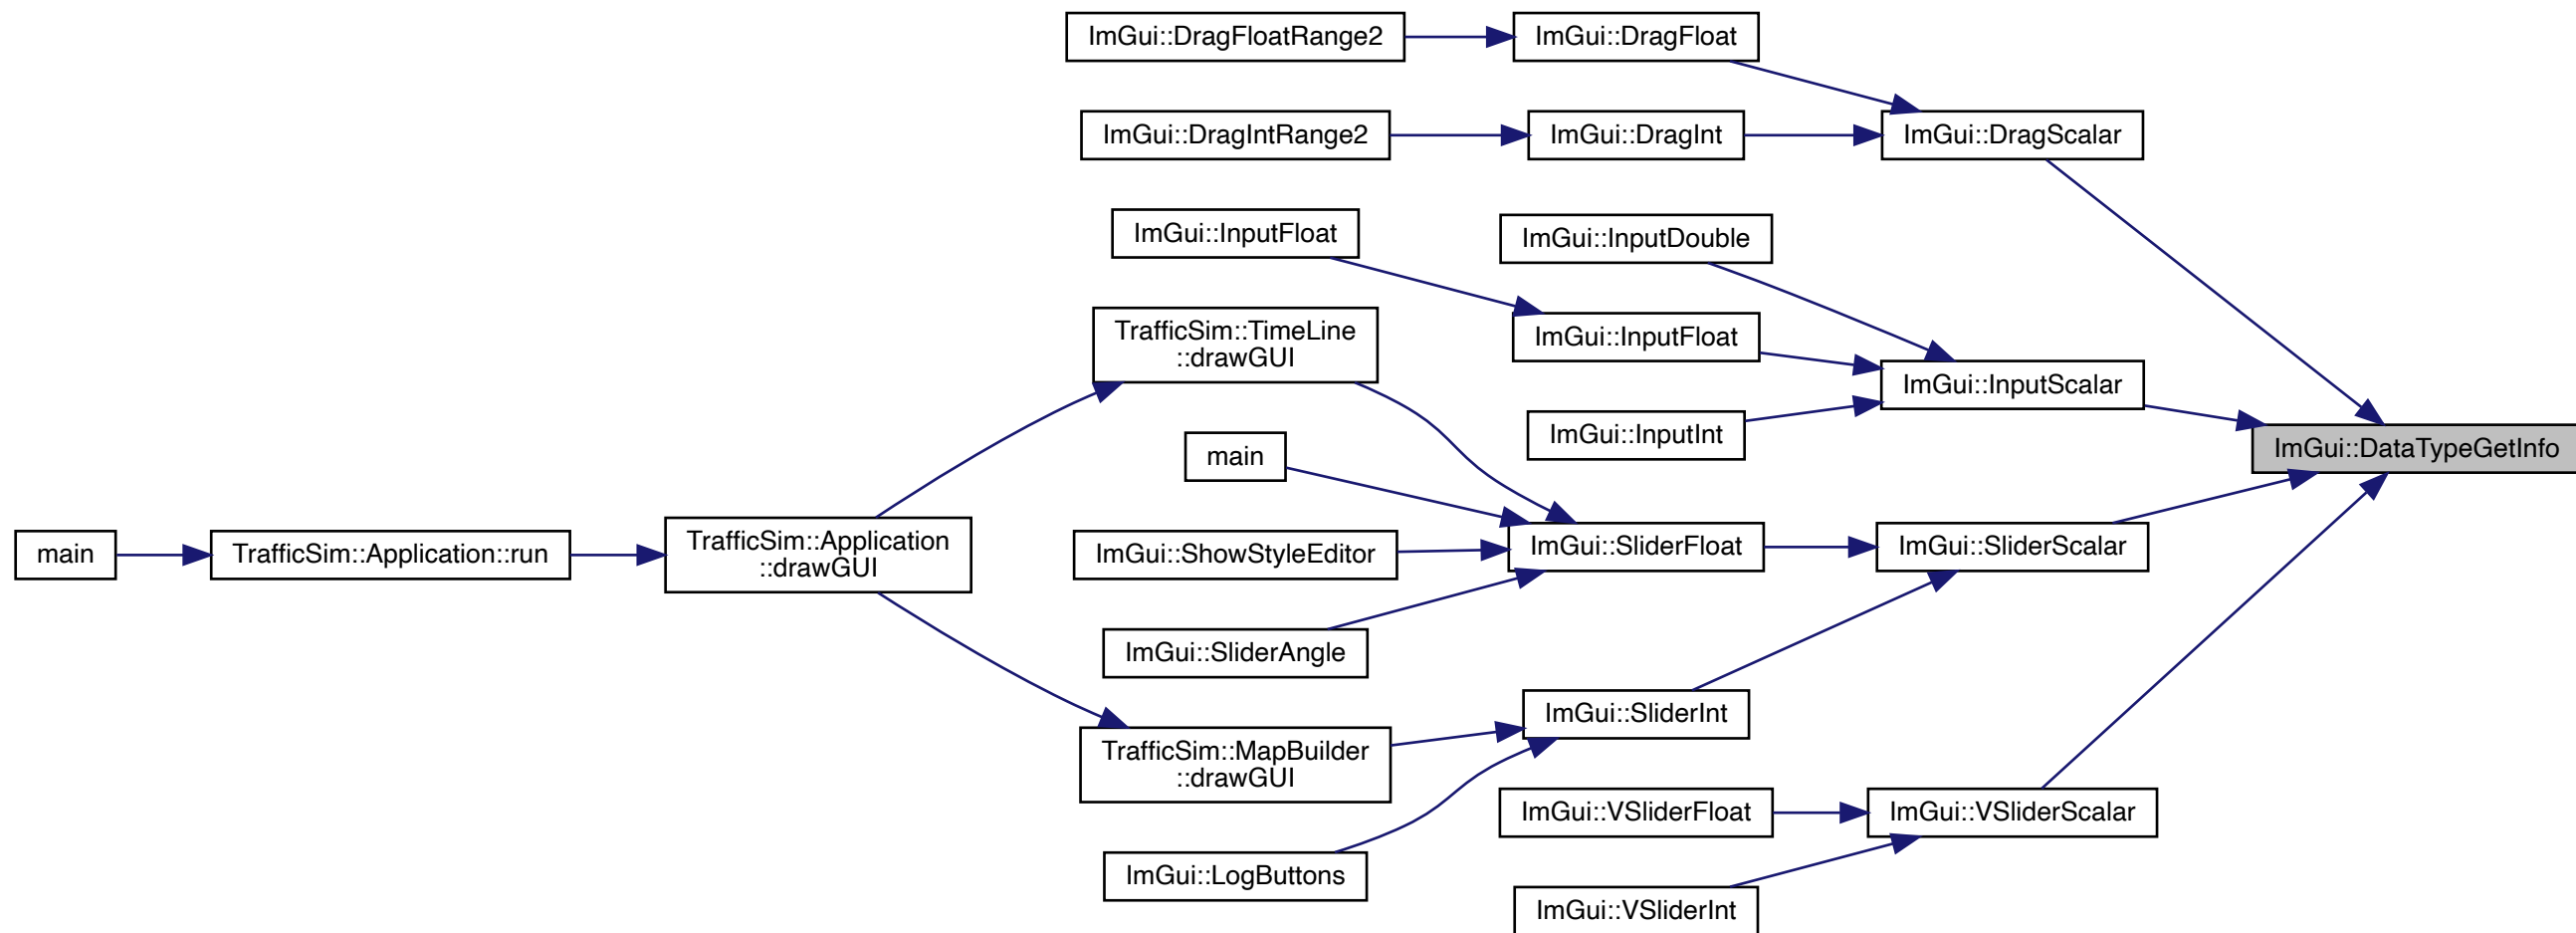 ImGui::DragFloatRange2
ImGui::DragFloat
ImGui::DragIntRange2
ImGui::DragInt
ImGui::DragScalar
ImGui::InputFloat
ImGui::InputDouble
TrafficSim::TimeLine
::drawGUI
ImGui::InputFloat
ImGui::InputScalar
ImGui::InputInt
main
ImGui::DataTypeGetInfo
main
TrafficSim::Application::run
TrafficSim::Application
::drawGUI
ImGui::ShowStyleEditor
ImGui::SliderFloat
ImGui::SliderScalar
ImGui::SliderAngle
ImGui::SliderInt
TrafficSim::MapBuilder
::drawGUI
ImGui::VSliderFloat
ImGui::VSliderScalar
ImGui::LogButtons
ImGui::VSliderInt